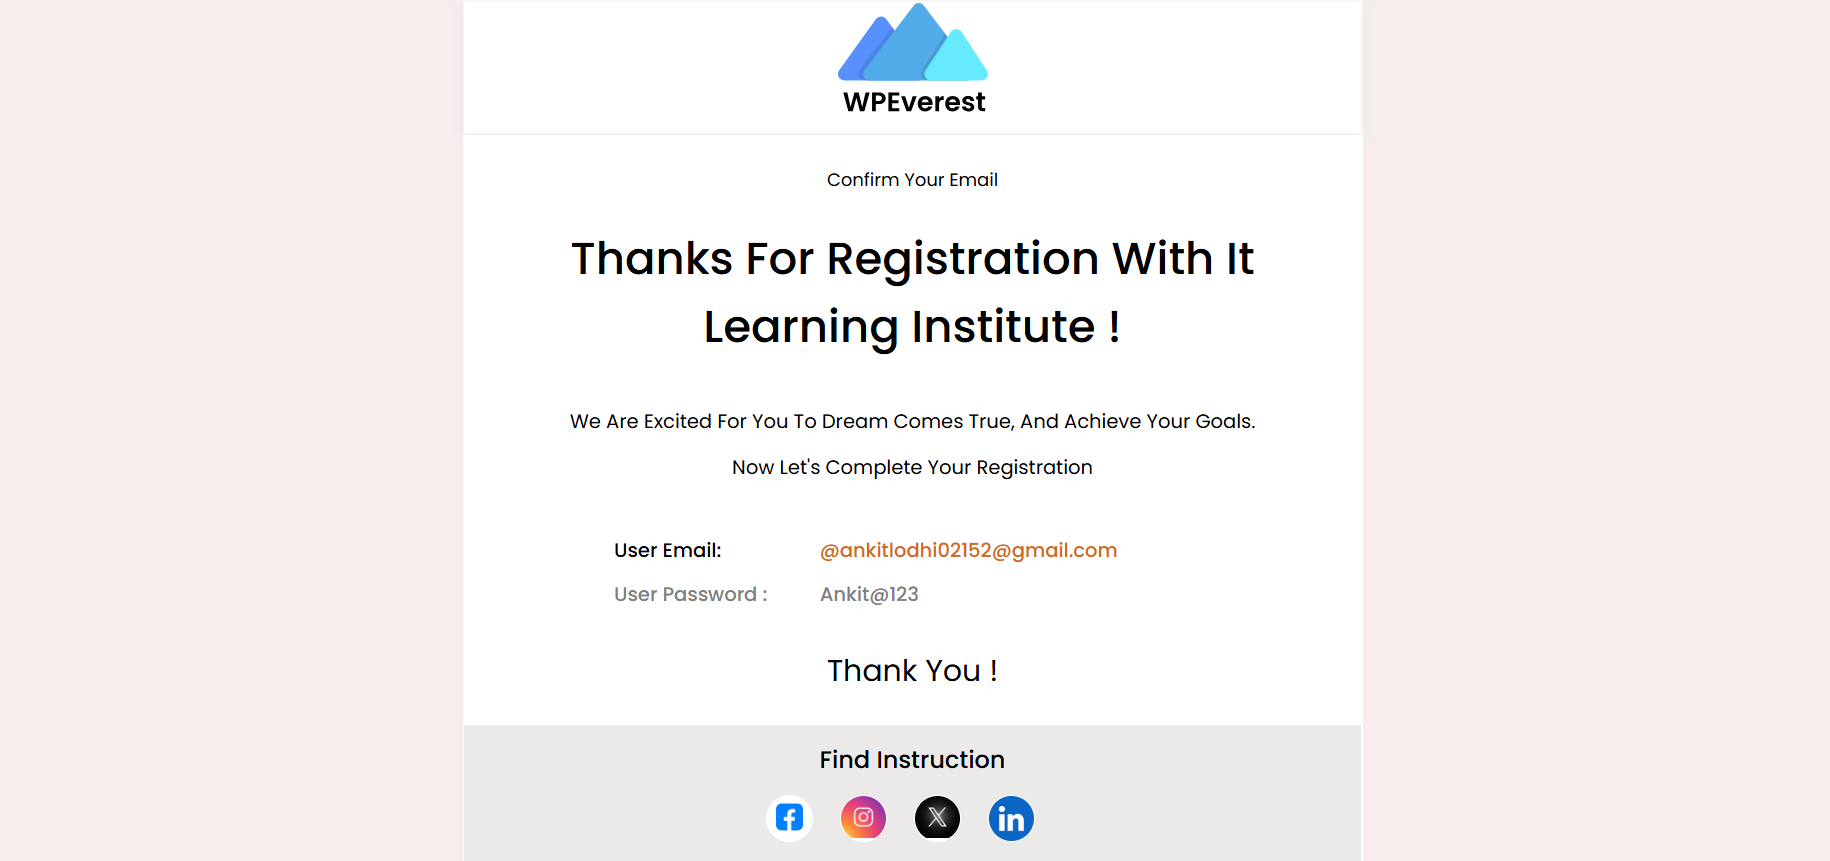 WPEverest
Confirm Your Email
Thanks For Registration With It
Learning Institute !
We Are Excited For You To Dream Comes True, And Achieve Your Goals.
Now Let's Complete Your Registration
User Email: @ankitlodhi02152@gmail.com
User Password : Ankit@123
Thank You !
Find Instruction